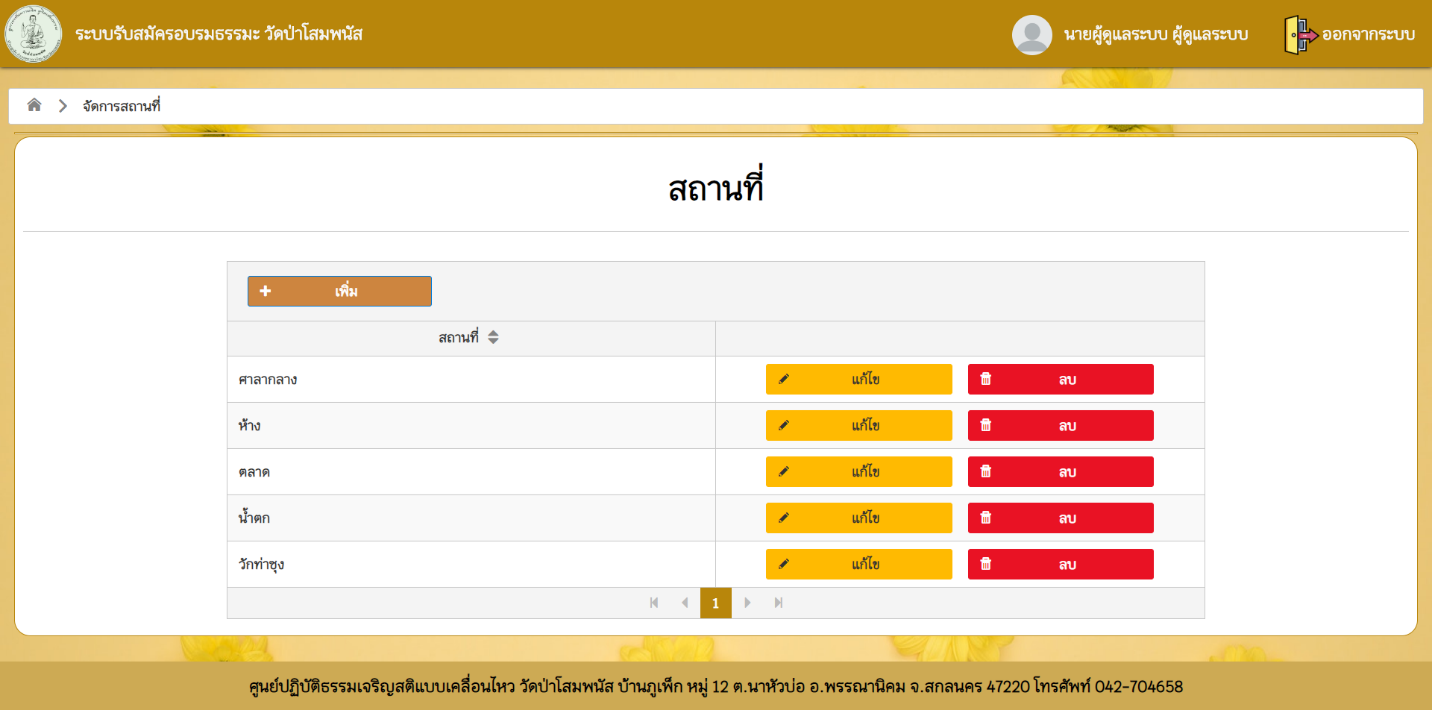 ระบบรับสมัครอบรมธรรมะ วัดป่าโสมพนัส
นายผู้ดูแลระบบ ผู้ดูแลระบบ
ออกจากระบบ
จัดการสถานที่
สถานที่
เพิ่ม
สถานที่
ศาลากลาง แก้ไข ลบ
ห้าง แก้ไข ลบ
ตลาด แก้ไข ลบ
น้ำตก แก้ไข ลบ
วักท่าซุง แก้ไข ลบ
1
ศูนย์ปฏิบัติธรรมเจริญสติแบบเคลื่อนไหว วัดป่าโสมพนัส บ้านภูเพ็ก หมู่ 12 ต.นาหัวบ่อ อ.พรรณานิคม จ.สกลนคร 47220 โทรศัพท์ 042-704658